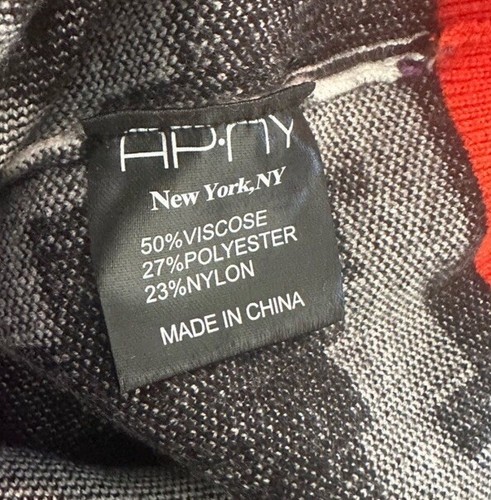 AP·NY
New York,NY
50%VISCOSE
27%POLYESTER
23%NYLON
MADE IN CHINA